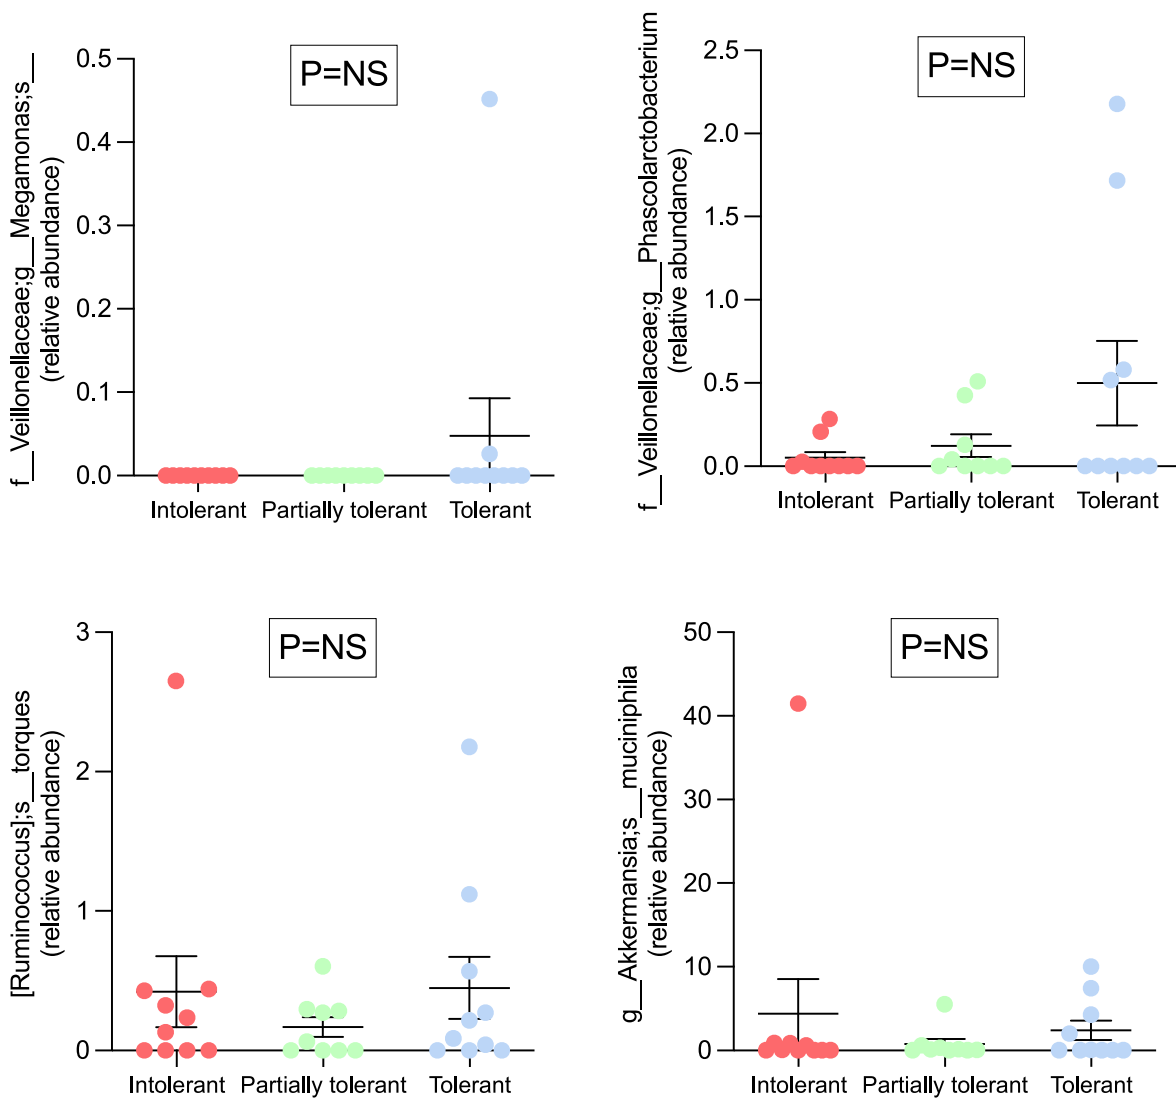 f__Veillonellaceae;g__Megamonas;s__
(relative abundance)
P=NS
0.5
0.4
0.3
0.2
0.1
0.0
Intolerant Partially tolerant Tolerant
f__Veillonellaceae;g__Phascolarctobacterium
(relative abundance)
P=NS
2.5
2.0
1.5
1.0
0.5
0.0
Intolerant Partially tolerant Tolerant
[Ruminococcus];s__torques
(relative abundance)
P=NS
3
2
1
0
Intolerant Partially tolerant Tolerant
g__Akkermansia;s__muciniphila
(relative abundance)
P=NS
50
40
30
20
10
0
Intolerant Partially tolerant Tolerant